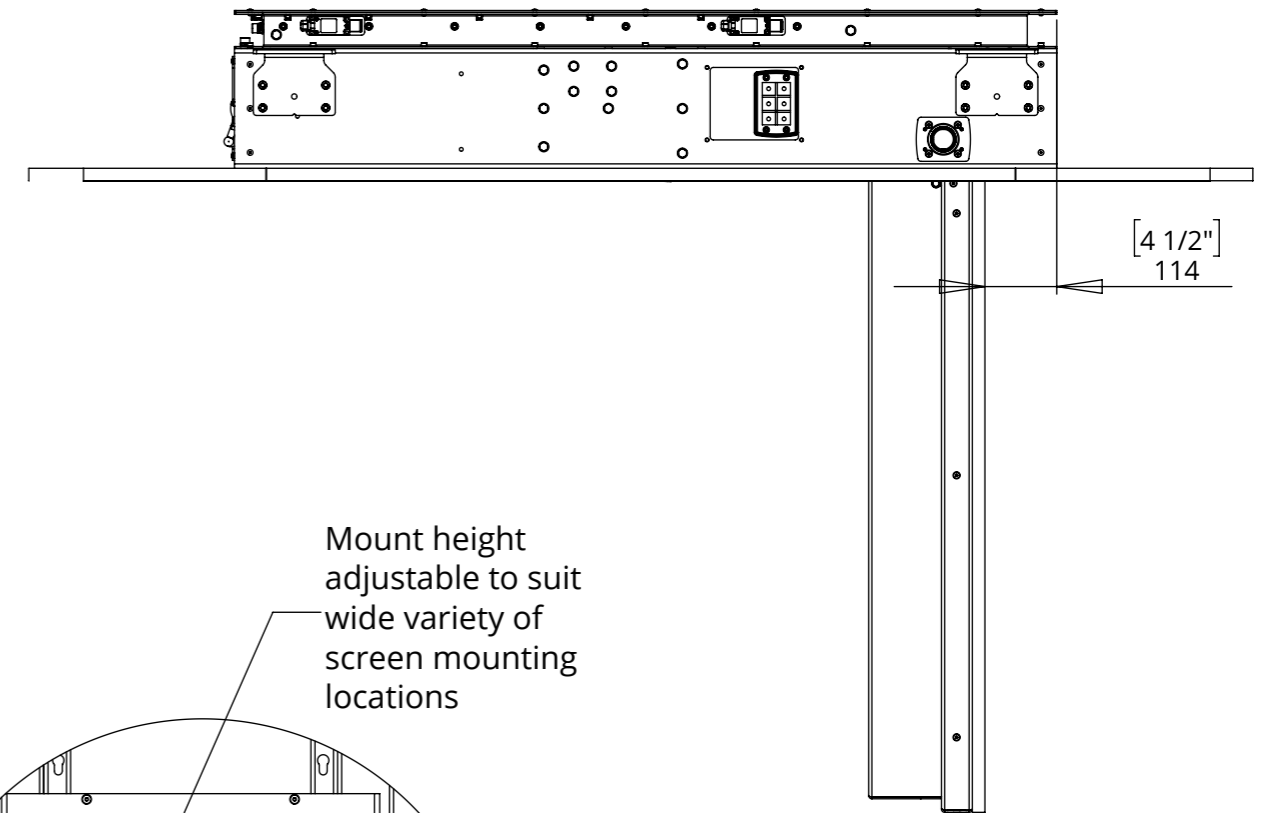 [4 1/2"]
114
Mount height
adjustable to suit
wide variety of
screen mounting
locations